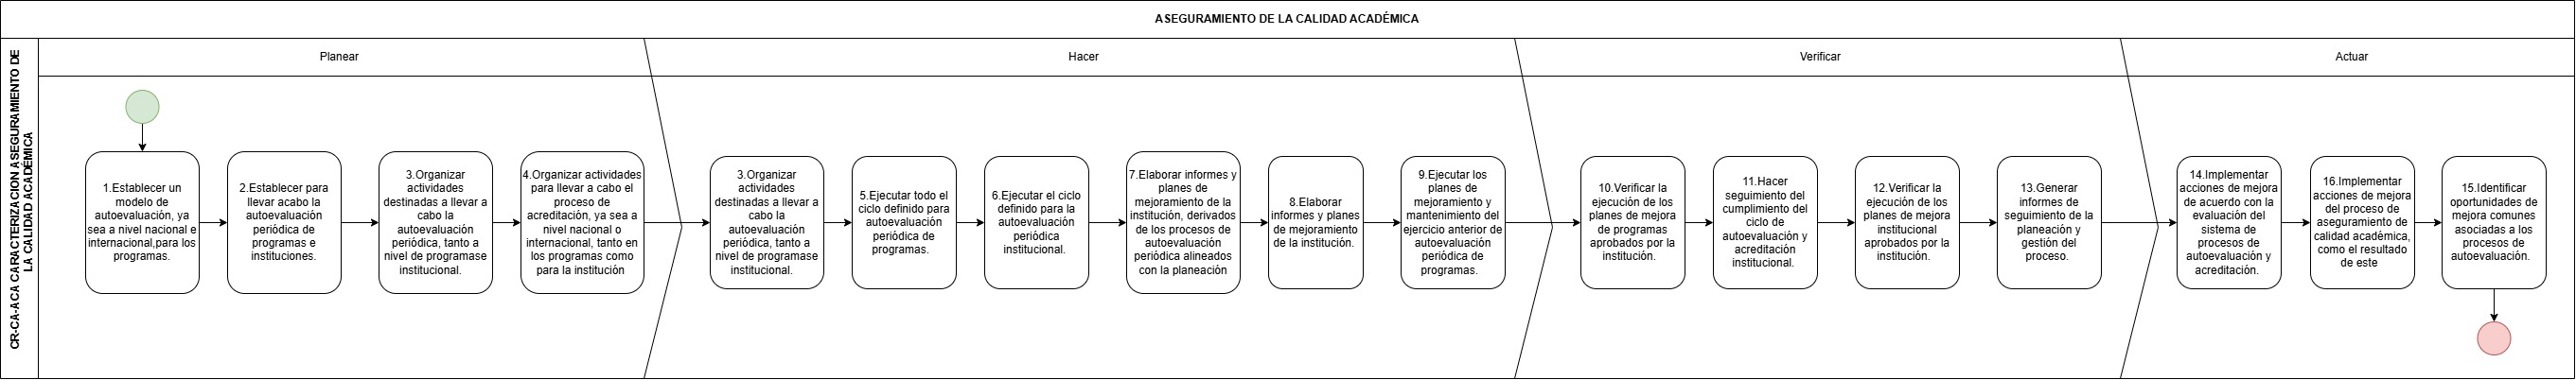 ASEGURAMIENTO DE LA CALIDAD ACADÉMICA
CR-CA-ACA CARACTERIZACION ASEGURAMIENTO DE
LA CALIDAD ACADÉMICA
Planear
Hacer
Verificar
Actuar
1.Establecer un
modelo de
autoevaluación, ya
sea a nivel nacional e
internacional,para los
programas.
2.Establecer para
llevar acabo la
autoevaluación
periódica de
programas e
instituciones.
3.Organizar
actividades
destinadas a llevar a
cabo la
autoevaluación
periódica, tanto a
nivel de programase
institucional.
4.Organizar actividades
para llevar a cabo el
proceso de
acreditación, ya sea a
nivel nacional o
internacional, tanto en
los programas como
para la institución
3.Organizar
actividades
destinadas a llevar a
cabo la
autoevaluación
periódica, tanto a
nivel de programase
institucional.
5.Ejecutar todo el
ciclo definido para
autoevaluación
periódica de
programas.
6.Ejecutar el ciclo
definido para la
autoevaluación
periódica
institucional.
7.Elaborar informes y
planes de
mejoramiento de la
institución, derivados
de los procesos de
autoevaluación
periódica alineados
con la planeación
8.Elaborar
informes y planes
de mejoramiento
de la institución.
9.Ejecutar los
planes de
mejoramiento y
mantenimiento del
ejercicio anterior de
autoevaluación
periódica de
programas.
10.Verificar la
ejecución de los
planes de mejora
de programas
aprobados por la
institución.
11.Hacer
seguimiento del
cumplimiento del
ciclo de
autoevaluación y
acreditación
institucional.
12.Verificar la
ejecución de los
planes de mejora
institucional
aprobados por la
institución.
13.Generar
informes de
seguimiento de la
planeación y
gestión del
proceso.
14.Implementar
acciones de mejora
de acuerdo con la
evaluación del
sistema de
procesos de
autoevaluación y
acreditación.
16.Implementar
acciones de mejora
del proceso de
aseguramiento de
calidad académica,
como el resultado
de este
15.Identificar
oportunidades de
mejora comunes
asociadas a los
procesos de
autoevaluación.